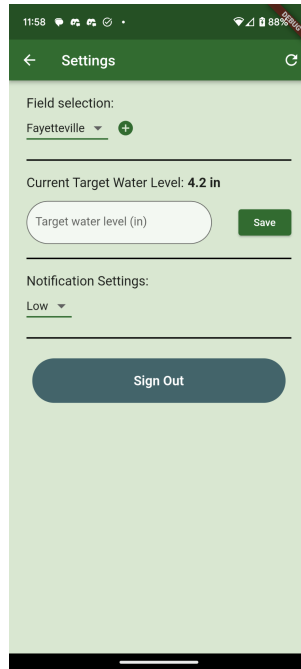 11:58
88%
DEBUG
Settings
Field selection:
Fayetteville
Current Target Water Level: 4.2 in
Target water level (in)
Save
Notification Settings:
Low
Sign Out